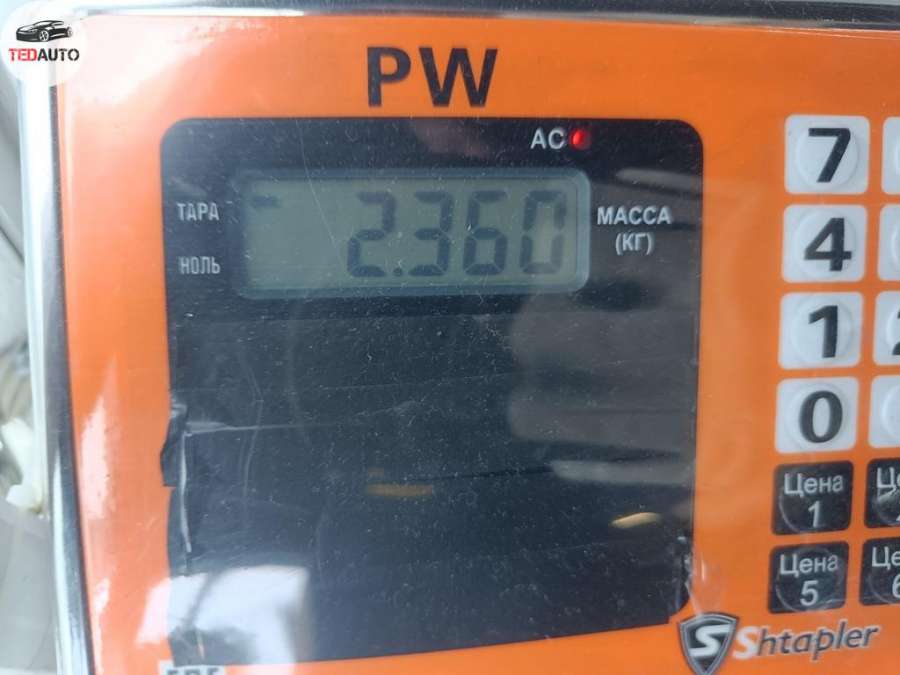 TEDAUTO
PW
AC
ТАРА
НОЛЬ
2.360
МАССА
(КГ)
7
4
1
0
Цена
1
Цена
5
Shtapler